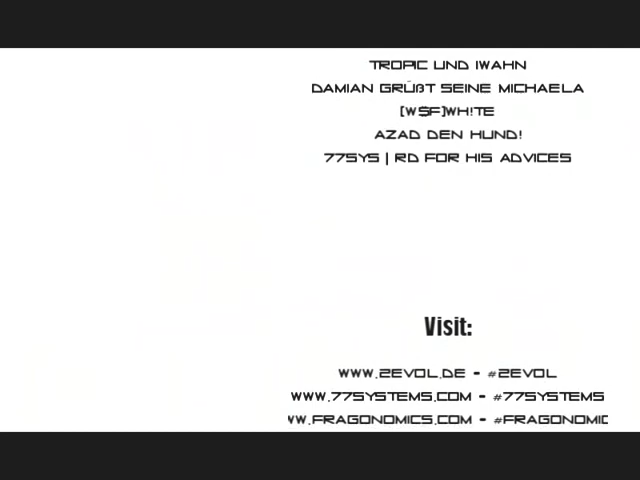 TROPIC UND IWAHN
DAMIAN GRÜßT SEINE MICHAELA
[W$F]WH!TE
AZAD DEN HUND!
77SYS | RD FOR HIS ADVICES
Visit:
WWW.2EVOL.DE - #2EVOL
WWW.77SYSTEMS.COM - #77SYSTEMS
WW.FRAGONOMICS.COM - #FRAGONOMIC